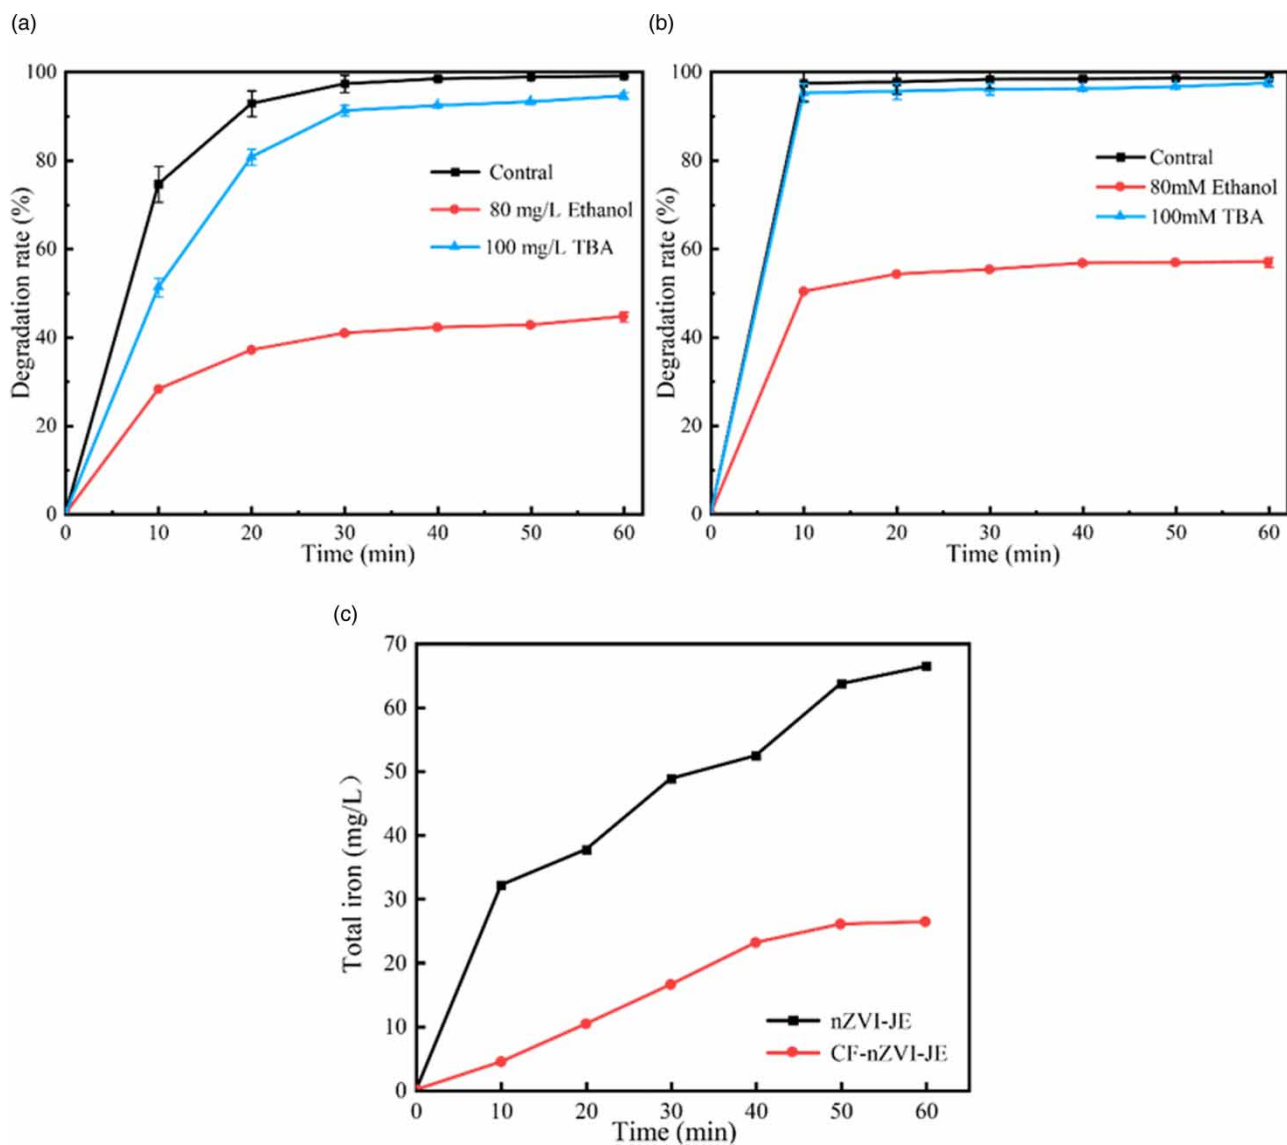 (a)
100
80
60
40
20
0
Degradation rate (%)
Contral
80 mg/L Ethanol
100 mg/L TBA
0 10 20 30 40 50 60
Time (min)
(b)
100
80
60
40
20
0
Degradation rate (%)
Contral
80mM Ethanol
100mM TBA
0 10 20 30 40 50 60
Time (min)
(c)
70
60
50
40
30
20
10
0
Total iron (mg/L)
nZVI-JE
CF-nZVI-JE
0 10 20 30 40 50 60
Time (min)